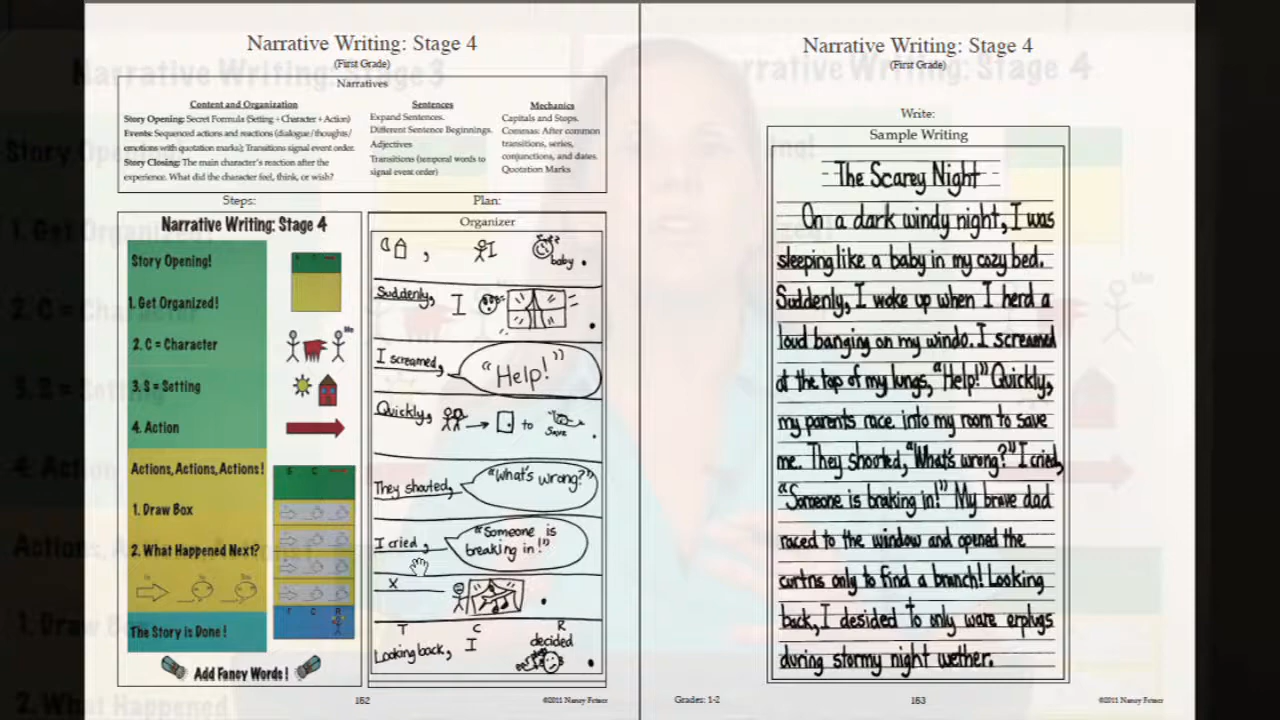 Narrative Writing: Stage 4
(First Grade)
Narratives
Content and Organization
Story Opening: Secret Formula (Setting + Character + Action)
Events: Sequenced actions and reactions (dialogue/thoughts/
emotions with quotation marks); Transitions signal event order.
Story Closing: The main character's reaction after the
experience. What did the character feel, think, or wish?
Sentences
Expand Sentences.
Different Sentence Beginnings.
Adjectives
Transitions (temporal words to
signal event order)
Mechanics
Capitals and Stops.
Commas: After common
transitions, series,
conjunctions, and dates.
Quotation Marks
Steps:
Narrative Writing: Stage 4
Story Opening!
1. Get Organized!
2. C = Character
Me
3. S = Setting
4. Action
Actions, Actions, Actions!
1. Draw Box
2. What Happened Next?
The Story is Done!
S C
T C R
Add Fancy Words!
Plan:
Organizer
, I baby.
Suddenly, I .
I screamed, "Help!"
Quickly, to save .
They shouted, "What's wrong?"
I cried, "Someone is
breaking in!"
X .
T C R
Looking back, I decided .
152
©2011 Nancy Fetzer
Narrative Writing: Stage 4
(First Grade)
Write:
Sample Writing
The Scarey Night
On a dark windy night, I was
sleeping like a baby in my cozy bed.
Suddenly, I woke up when I herd a
loud banging on my windo. I screamed
at the top of my lungs, "Help!" Quickly,
my parents race into my room to save
me. They shouted, "What's wrong?" I cried,
"Someone is braking in!" My brave dad
raced to the window and opened the
curtns only to find a branch! Looking
back, I desided to only ware erplugs
during stormy night wether.
Grades: 1-2
153
©2011 Nancy Fetzer
Narrative Writing: Stage 3
Narrative Writing: Stage 4